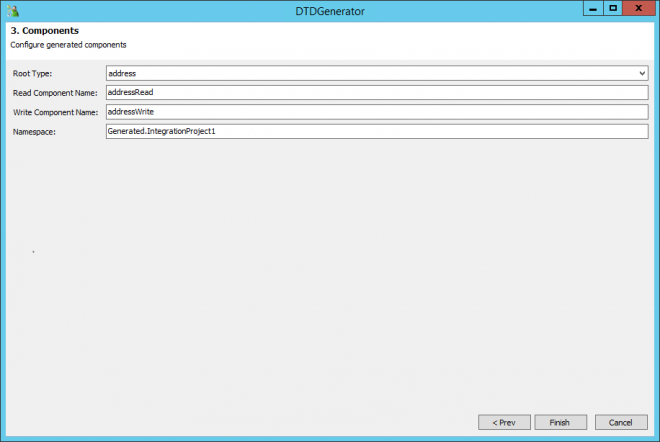 DTDGenerator
3. Components
Configure generated components
Root Type: address
Read Component Name: addressRead
Write Component Name: addressWrite
Namespace: Generated.IntegrationProject1
< Prev Finish Cancel